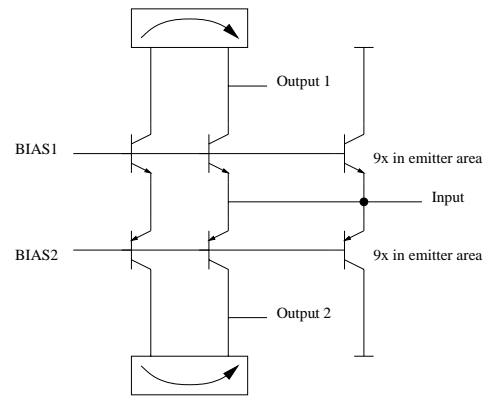 Output 1
BIAS1
9x in emitter area
Input
BIAS2
9x in emitter area
Output 2